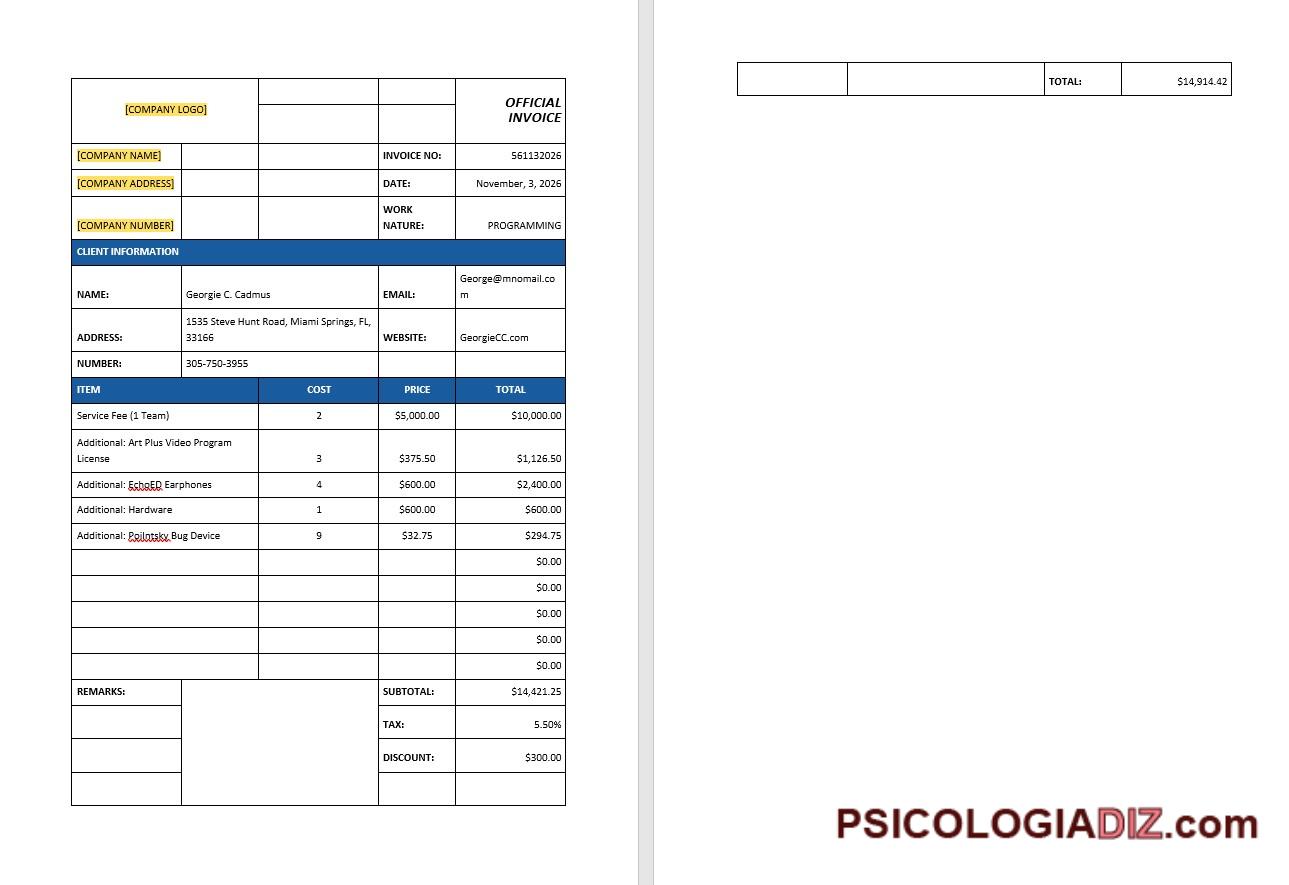 [COMPANY LOGO]
OFFICIAL
INVOICE
[COMPANY NAME]
INVOICE NO:
561132026
[COMPANY ADDRESS]
DATE:
November, 3, 2026
[COMPANY NUMBER]
WORK
NATURE:
PROGRAMMING
CLIENT INFORMATION
NAME:
Georgie C. Cadmus
EMAIL:
George@mnomail.co
m
ADDRESS:
1535 Steve Hunt Road, Miami Springs, FL,
33166
WEBSITE:
GeorgieCC.com
NUMBER:
305-750-3955
ITEM COST PRICE TOTAL
Service Fee (1 Team) 2 $5,000.00 $10,000.00
Additional: Art Plus Video Program
License 3 $375.50 $1,126.50
Additional: EchoED Earphones 4 $600.00 $2,400.00
Additional: Hardware 1 $600.00 $600.00
Additional: Poilntsky Bug Device 9 $32.75 $294.75
$0.00
$0.00
$0.00
$0.00
$0.00
REMARKS:
SUBTOTAL: $14,421.25
TAX: 5.50%
DISCOUNT: $300.00
TOTAL: $14,914.42
PSICOLOGIADIZ.com